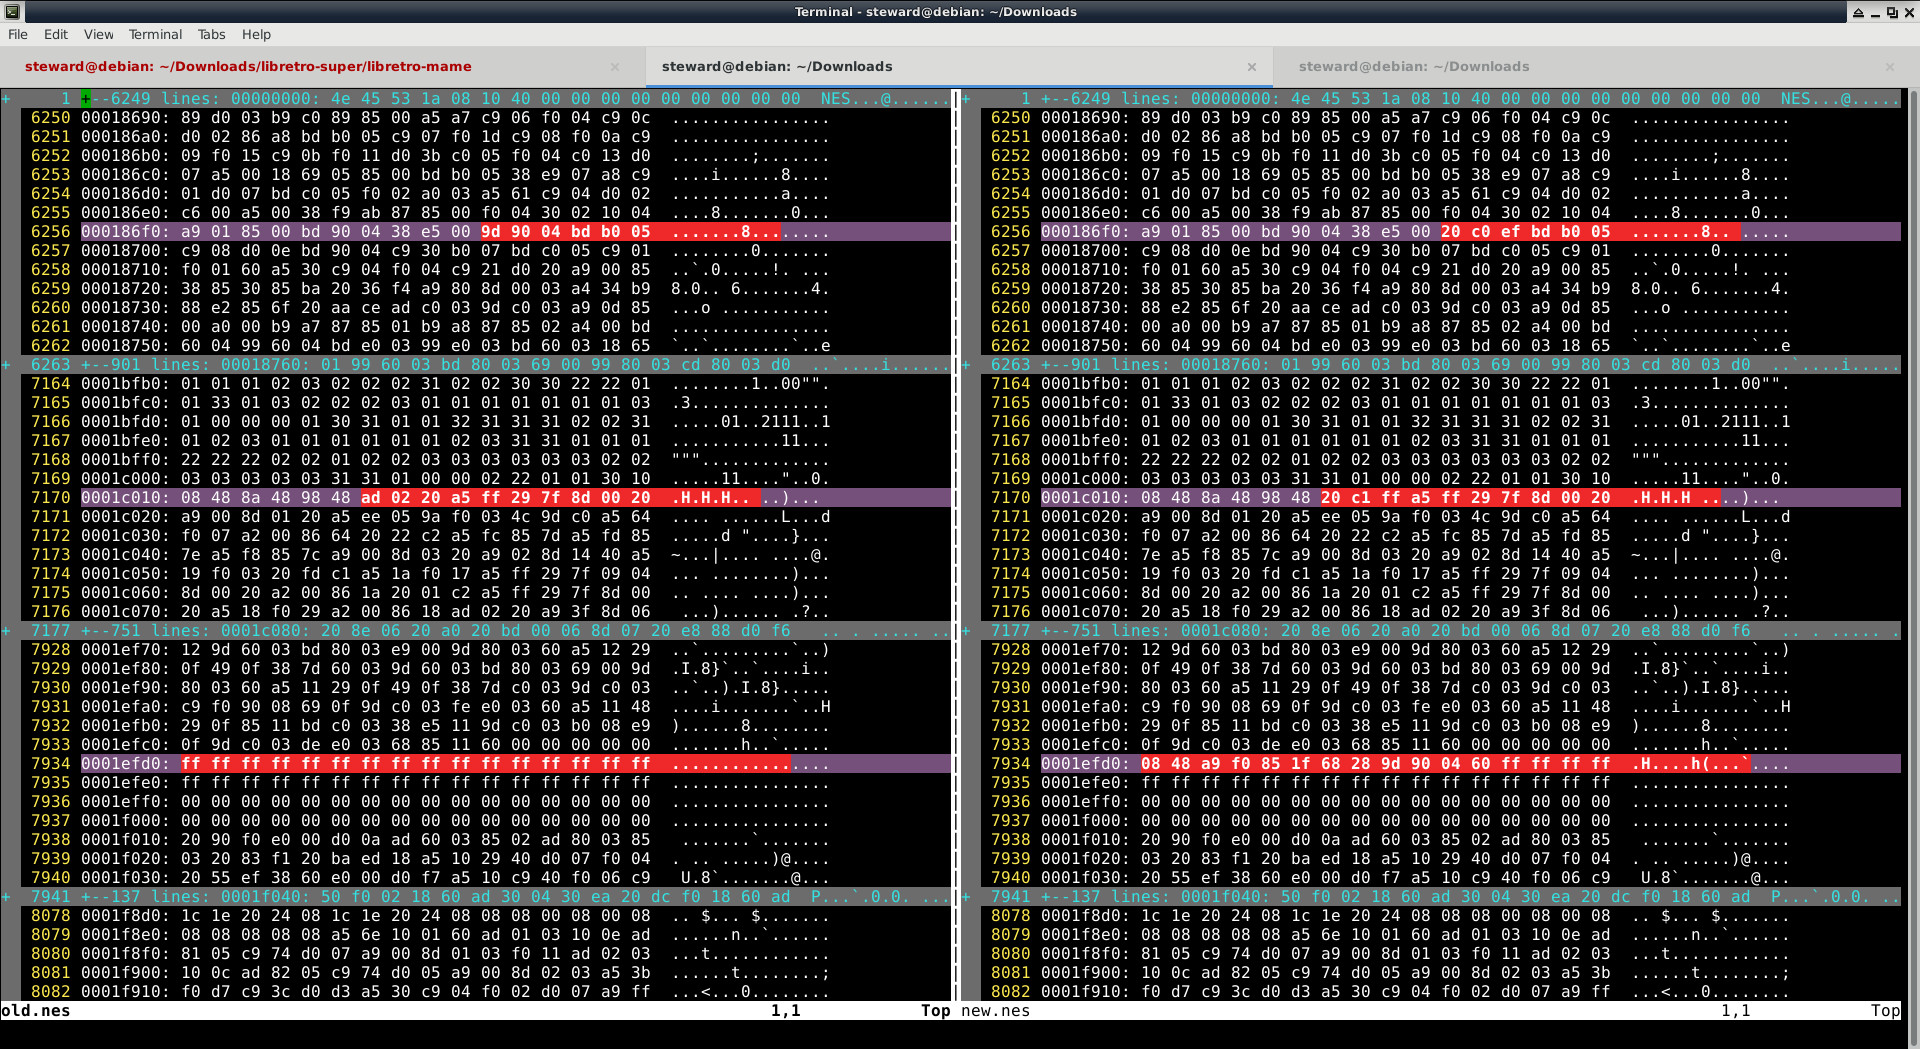 Terminal - steward@debian: ~/Downloads
File Edit View Terminal Tabs Help
steward@debian: ~/Downloads/libretro-super/libretro-mame
steward@debian: ~/Downloads
steward@debian: ~/Downloads
+ 1 +--6249 lines: 00000000: 4e 45 53 1a 08 10 40 00 00 00 00 00 00 00 00 00  NES...@......
6250 00018690: 89 d0 03 b9 c0 89 85 00 a5 a7 c9 06 f0 04 c9 0c  ................
6251 000186a0: d0 02 86 a8 bd b0 05 c9 07 f0 1d c9 08 f0 0a c9  ................
6252 000186b0: 09 f0 15 c9 0b f0 11 d0 3b c0 05 f0 04 c0 13 d0  ........;.......
6253 000186c0: 07 a5 00 18 69 05 85 00 bd b0 05 38 e9 07 a8 c9  ....i......8....
6254 000186d0: 01 d0 07 bd c0 05 f0 02 a0 03 a5 61 c9 04 d0 02  ...........a....
6255 000186e0: c6 00 a5 00 38 f9 ab 87 85 00 f0 04 30 02 10 04  ....8.......0...
6256 000186f0: a9 01 85 00 bd 90 04 38 e5 00 9d 90 04 bd b0 05  .......8........
6257 00018700: c9 08 d0 0e bd 90 04 c9 30 b0 07 bd c0 05 c9 01  ........0.......
6258 00018710: f0 01 60 a5 30 c9 04 f0 04 c9 21 d0 20 a9 00 85  ..`.0.....!. ...
6259 00018720: 38 85 30 85 ba 20 36 f4 a9 80 8d 00 03 a4 34 b9  8.0.. 6.......4.
6260 00018730: 88 e2 85 6f 20 aa ce ad c0 03 9d c0 03 a9 0d 85  ...o ...........
6261 00018740: 00 a0 00 b9 a7 87 85 01 b9 a8 87 85 02 a4 00 bd  ................
6262 00018750: 60 04 99 60 04 bd e0 03 99 e0 03 bd 60 03 18 65  `..`........`..e
+ 6263 +--901 lines: 00018760: 01 99 60 03 bd 80 03 69 00 99 80 03 cd 80 03 d0  ..`....i.....
7164 0001bfb0: 01 01 01 02 03 02 02 02 31 02 02 30 30 22 22 01  ........1..00"".
7165 0001bfc0: 01 33 01 03 02 02 02 03 01 01 01 01 01 01 01 03  .3..............
7166 0001bfd0: 01 00 00 00 01 30 31 01 01 32 31 31 31 02 02 31  .....01..2111..1
7167 0001bfe0: 01 02 03 01 01 01 01 01 01 02 03 31 31 01 01 01  ...........11...
7168 0001bff0: 22 22 22 02 02 01 02 02 03 03 03 03 03 03 02 02  """.............
7169 0001c000: 03 03 03 03 03 31 31 01 00 00 02 22 01 01 30 10  .....11...."..0.
7170 0001c010: 08 48 8a 48 98 48 ad 02 20 a5 ff 29 7f 8d 00 20  .H.H.H.. ..)...
7171 0001c020: a9 00 8d 01 20 a5 ee 05 9a f0 03 4c 9d c0 a5 64  .... ......L...d
7172 0001c030: f0 07 a2 00 86 64 20 22 c2 a5 fc 85 7d a5 fd 85  .....d "....}...
7173 0001c040: 7e a5 f8 85 7c a9 00 8d 03 20 a9 02 8d 14 40 a5  ~...|.... ....@.
7174 0001c050: 19 f0 03 20 fd c1 a5 1a f0 17 a5 ff 29 7f 09 04  ... ........)...
7175 0001c060: 8d 00 20 a2 00 86 1a 20 01 c2 a5 ff 29 7f 8d 00  .. .... ....)...
7176 0001c070: 20 a5 18 f0 29 a2 00 86 18 ad 02 20 a9 3f 8d 06   ...)...... .?..
+ 7177 +--751 lines: 0001c080: 20 8e 06 20 a0 20 bd 00 06 8d 07 20 e8 88 d0 f6   .. . ..... ..
7928 0001ef70: 12 9d 60 03 bd 80 03 e9 00 9d 80 03 60 a5 12 29  ..`.........`..)
7929 0001ef80: 0f 49 0f 38 7d 60 03 9d 60 03 bd 80 03 69 00 9d  .I.8}`..`....i..
7930 0001ef90: 80 03 60 a5 11 29 0f 49 0f 38 7d c0 03 9d c0 03  ..`..).I.8}.....
7931 0001efa0: c9 f0 90 08 69 0f 9d c0 03 fe e0 03 60 a5 11 48  ....i.......`..H
7932 0001efb0: 29 0f 85 11 bd c0 03 38 e5 11 9d c0 03 b0 08 e9  )......8........
7933 0001efc0: 0f 9d c0 03 de e0 03 68 85 11 60 00 00 00 00 00  .......h..`.....
7934 0001efd0: ff ff ff ff ff ff ff ff ff ff ff ff ff ff ff ff  ................
7935 0001efe0: ff ff ff ff ff ff ff ff ff ff ff ff ff ff ff ff  ................
7936 0001eff0: 00 00 00 00 00 00 00 00 00 00 00 00 00 00 00 00  ................
7937 0001f000: 00 00 00 00 00 00 00 00 00 00 00 00 00 00 00 00  ................
7938 0001f010: 20 90 f0 e0 00 d0 0a ad 60 03 85 02 ad 80 03 85   .......`.......
7939 0001f020: 03 20 83 f1 20 ba ed 18 a5 10 29 40 d0 07 f0 04  . .. .....)@....
7940 0001f030: 20 55 ef 38 60 e0 00 d0 f7 a5 10 c9 40 f0 06 c9   U.8`.......@...
+ 7941 +--137 lines: 0001f040: 50 f0 02 18 60 ad 30 04 30 ea 20 dc f0 18 60 ad  P...`.0.0. ...
8078 0001f8d0: 1c 1e 20 24 08 1c 1e 20 24 08 08 08 00 08 00 08  .. $... $.......
8079 0001f8e0: 08 08 08 08 08 a5 6e 10 01 60 ad 01 03 10 0e ad  ......n..`......
8080 0001f8f0: 81 05 c9 74 d0 07 a9 00 8d 01 03 f0 11 ad 02 03  ...t............
8081 0001f900: 10 0c ad 82 05 c9 74 d0 05 a9 00 8d 02 03 a5 3b  ......t........;
8082 0001f910: f0 d7 c9 3c d0 d3 a5 30 c9 04 f0 02 d0 07 a9 ff  ...<...0........
old.nes 1,1 Top
+ 1 +--6249 lines: 00000000: 4e 45 53 1a 08 10 40 00 00 00 00 00 00 00 00 00  NES...@.....
6250 00018690: 89 d0 03 b9 c0 89 85 00 a5 a7 c9 06 f0 04 c9 0c  ................
6251 000186a0: d0 02 86 a8 bd b0 05 c9 07 f0 1d c9 08 f0 0a c9  ................
6252 000186b0: 09 f0 15 c9 0b f0 11 d0 3b c0 05 f0 04 c0 13 d0  ........;.......
6253 000186c0: 07 a5 00 18 69 05 85 00 bd b0 05 38 e9 07 a8 c9  ....i......8....
6254 000186d0: 01 d0 07 bd c0 05 f0 02 a0 03 a5 61 c9 04 d0 02  ...........a....
6255 000186e0: c6 00 a5 00 38 f9 ab 87 85 00 f0 04 30 02 10 04  ....8.......0...
6256 000186f0: a9 01 85 00 bd 90 04 38 e5 00 20 c0 ef bd b0 05  .......8.. .....
6257 00018700: c9 08 d0 0e bd 90 04 c9 30 b0 07 bd c0 05 c9 01  ........0.......
6258 00018710: f0 01 60 a5 30 c9 04 f0 04 c9 21 d0 20 a9 00 85  ..`.0.....!. ...
6259 00018720: 38 85 30 85 ba 20 36 f4 a9 80 8d 00 03 a4 34 b9  8.0.. 6.......4.
6260 00018730: 88 e2 85 6f 20 aa ce ad c0 03 9d c0 03 a9 0d 85  ...o ...........
6261 00018740: 00 a0 00 b9 a7 87 85 01 b9 a8 87 85 02 a4 00 bd  ................
6262 00018750: 60 04 99 60 04 bd e0 03 99 e0 03 bd 60 03 18 65  `..`........`..e
+ 6263 +--901 lines: 00018760: 01 99 60 03 bd 80 03 69 00 99 80 03 cd 80 03 d0  ..`....i.....
7164 0001bfb0: 01 01 01 02 03 02 02 02 31 02 02 30 30 22 22 01  ........1..00"".
7165 0001bfc0: 01 33 01 03 02 02 02 03 01 01 01 01 01 01 01 03  .3..............
7166 0001bfd0: 01 00 00 00 01 30 31 01 01 32 31 31 31 02 02 31  .....01..2111..1
7167 0001bfe0: 01 02 03 01 01 01 01 01 01 02 03 31 31 01 01 01  ...........11...
7168 0001bff0: 22 22 22 02 02 01 02 02 03 03 03 03 03 03 02 02  """.............
7169 0001c000: 03 03 03 03 03 31 31 01 00 00 02 22 01 01 30 10  .....11...."..0.
7170 0001c010: 08 48 8a 48 98 48 20 c1 ff a5 ff 29 7f 8d 00 20  .H.H.H ....)...
7171 0001c020: a9 00 8d 01 20 a5 ee 05 9a f0 03 4c 9d c0 a5 64  .... ......L...d
7172 0001c030: f0 07 a2 00 86 64 20 22 c2 a5 fc 85 7d a5 fd 85  .....d "....}...
7173 0001c040: 7e a5 f8 85 7c a9 00 8d 03 20 a9 02 8d 14 40 a5  ~...|.... ....@.
7174 0001c050: 19 f0 03 20 fd c1 a5 1a f0 17 a5 ff 29 7f 09 04  ... ........)...
7175 0001c060: 8d 00 20 a2 00 86 1a 20 01 c2 a5 ff 29 7f 8d 00  .. .... ....)...
7176 0001c070: 20 a5 18 f0 29 a2 00 86 18 ad 02 20 a9 3f 8d 06   ...)...... .?..
+ 7177 +--751 lines: 0001c080: 20 8e 06 20 a0 20 bd 00 06 8d 07 20 e8 88 d0 f6   .. . ..... .
7928 0001ef70: 12 9d 60 03 bd 80 03 e9 00 9d 80 03 60 a5 12 29  ..`.........`..)
7929 0001ef80: 0f 49 0f 38 7d 60 03 9d 60 03 bd 80 03 69 00 9d  .I.8}`..`....i..
7930 0001ef90: 80 03 60 a5 11 29 0f 49 0f 38 7d c0 03 9d c0 03  ..`..).I.8}.....
7931 0001efa0: c9 f0 90 08 69 0f 9d c0 03 fe e0 03 60 a5 11 48  ....i.......`..H
7932 0001efb0: 29 0f 85 11 bd c0 03 38 e5 11 9d c0 03 b0 08 e9  )......8........
7933 0001efc0: 0f 9d c0 03 de e0 03 68 85 11 60 00 00 00 00 00  .......h..`.....
7934 0001efd0: 08 48 a9 f0 85 1f 68 28 9d 90 04 60 ff ff ff ff  .H....h(...`....
7935 0001efe0: ff ff ff ff ff ff ff ff ff ff ff ff ff ff ff ff  ................
7936 0001eff0: 00 00 00 00 00 00 00 00 00 00 00 00 00 00 00 00  ................
7937 0001f000: 00 00 00 00 00 00 00 00 00 00 00 00 00 00 00 00  ................
7938 0001f010: 20 90 f0 e0 00 d0 0a ad 60 03 85 02 ad 80 03 85   .......`.......
7939 0001f020: 03 20 83 f1 20 ba ed 18 a5 10 29 40 d0 07 f0 04  . .. .....)@....
7940 0001f030: 20 55 ef 38 60 e0 00 d0 f7 a5 10 c9 40 f0 06 c9   U.8`.......@...
+ 7941 +--137 lines: 0001f040: 50 f0 02 18 60 ad 30 04 30 ea 20 dc f0 18 60 ad  P...`.0.0. ..
8078 0001f8d0: 1c 1e 20 24 08 1c 1e 20 24 08 08 08 00 08 00 08  .. $... $.......
8079 0001f8e0: 08 08 08 08 08 a5 6e 10 01 60 ad 01 03 10 0e ad  ......n..`......
8080 0001f8f0: 81 05 c9 74 d0 07 a9 00 8d 01 03 f0 11 ad 02 03  ...t............
8081 0001f900: 10 0c ad 82 05 c9 74 d0 05 a9 00 8d 02 03 a5 3b  ......t........;
8082 0001f910: f0 d7 c9 3c d0 d3 a5 30 c9 04 f0 02 d0 07 a9 ff  ...<...0........
new.nes 1,1 Top